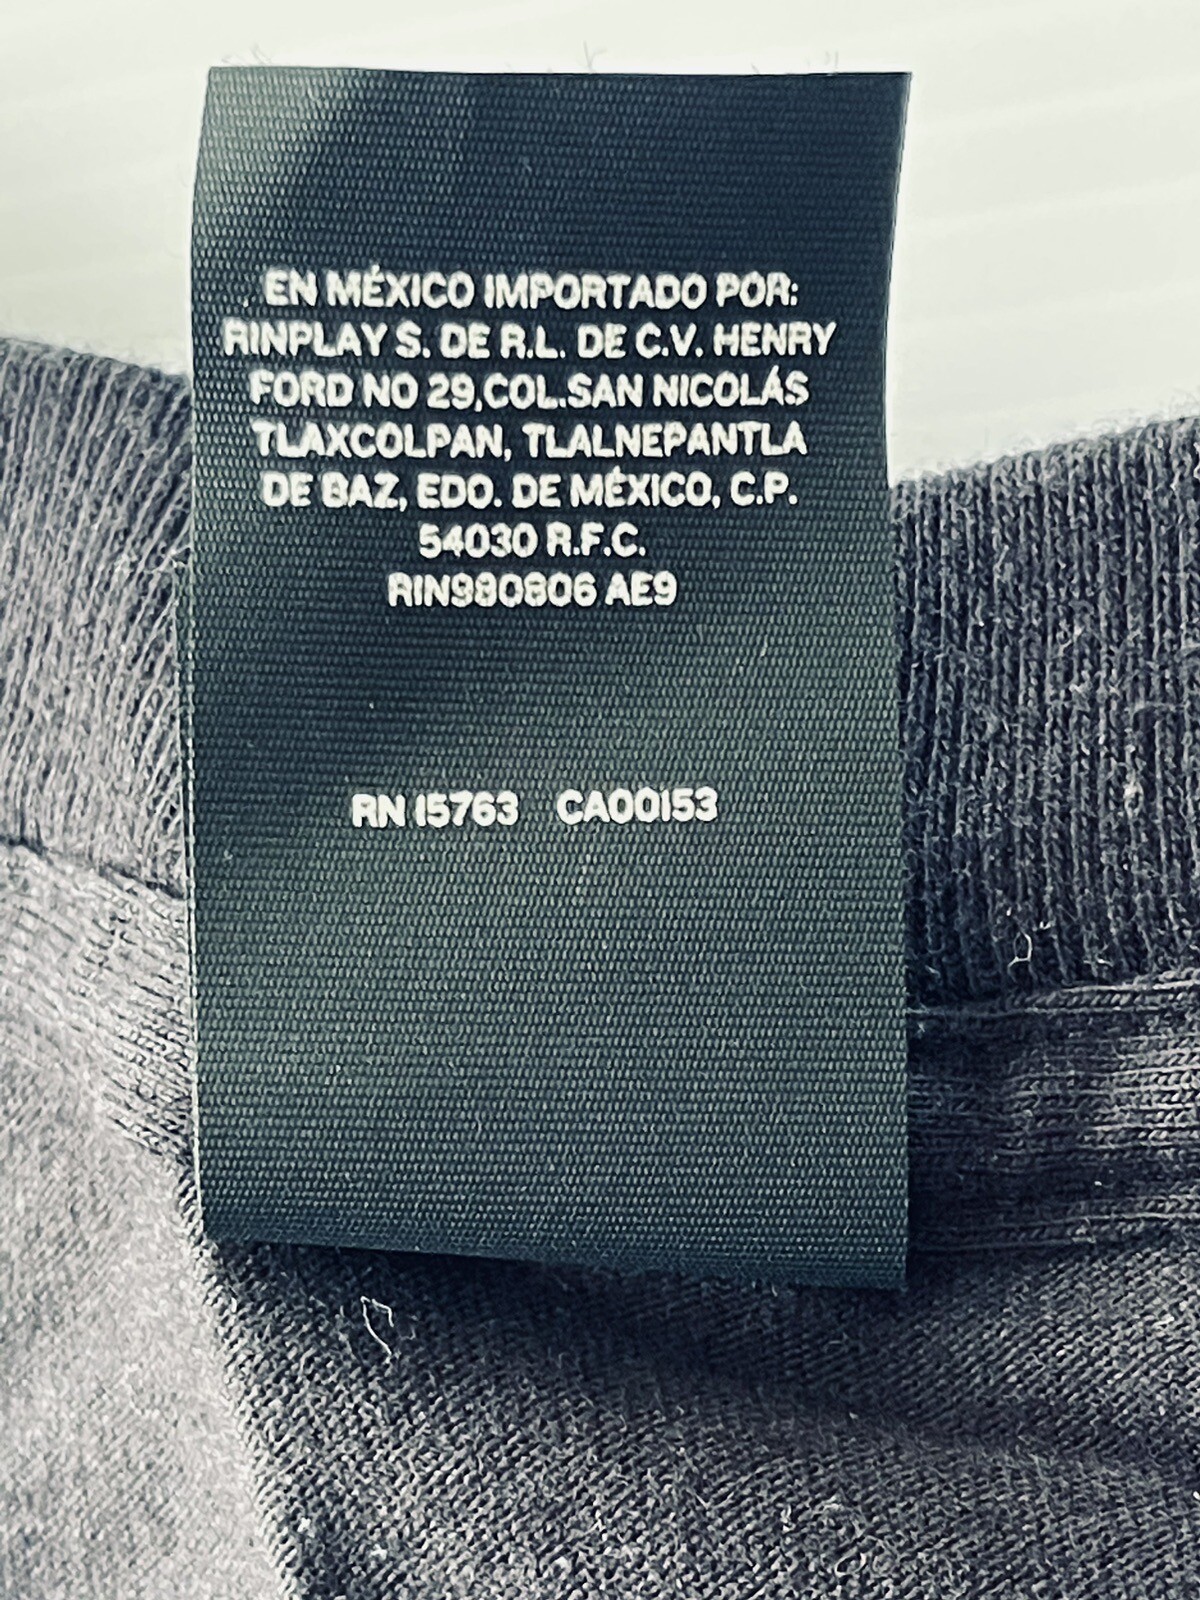 EN MÉXICO IMPORTADO POR:
RINPLAY S. DE R.L. DE C.V. HENRY
FORD NO 29,COL.SAN NICOLÁS
TLAXCOLPAN, TLALNEPANTLA
DE BAZ, EDO. DE MÉXICO, C.P.
54030 R.F.C.
RIN980806 AE9
RN 15763 CA00153